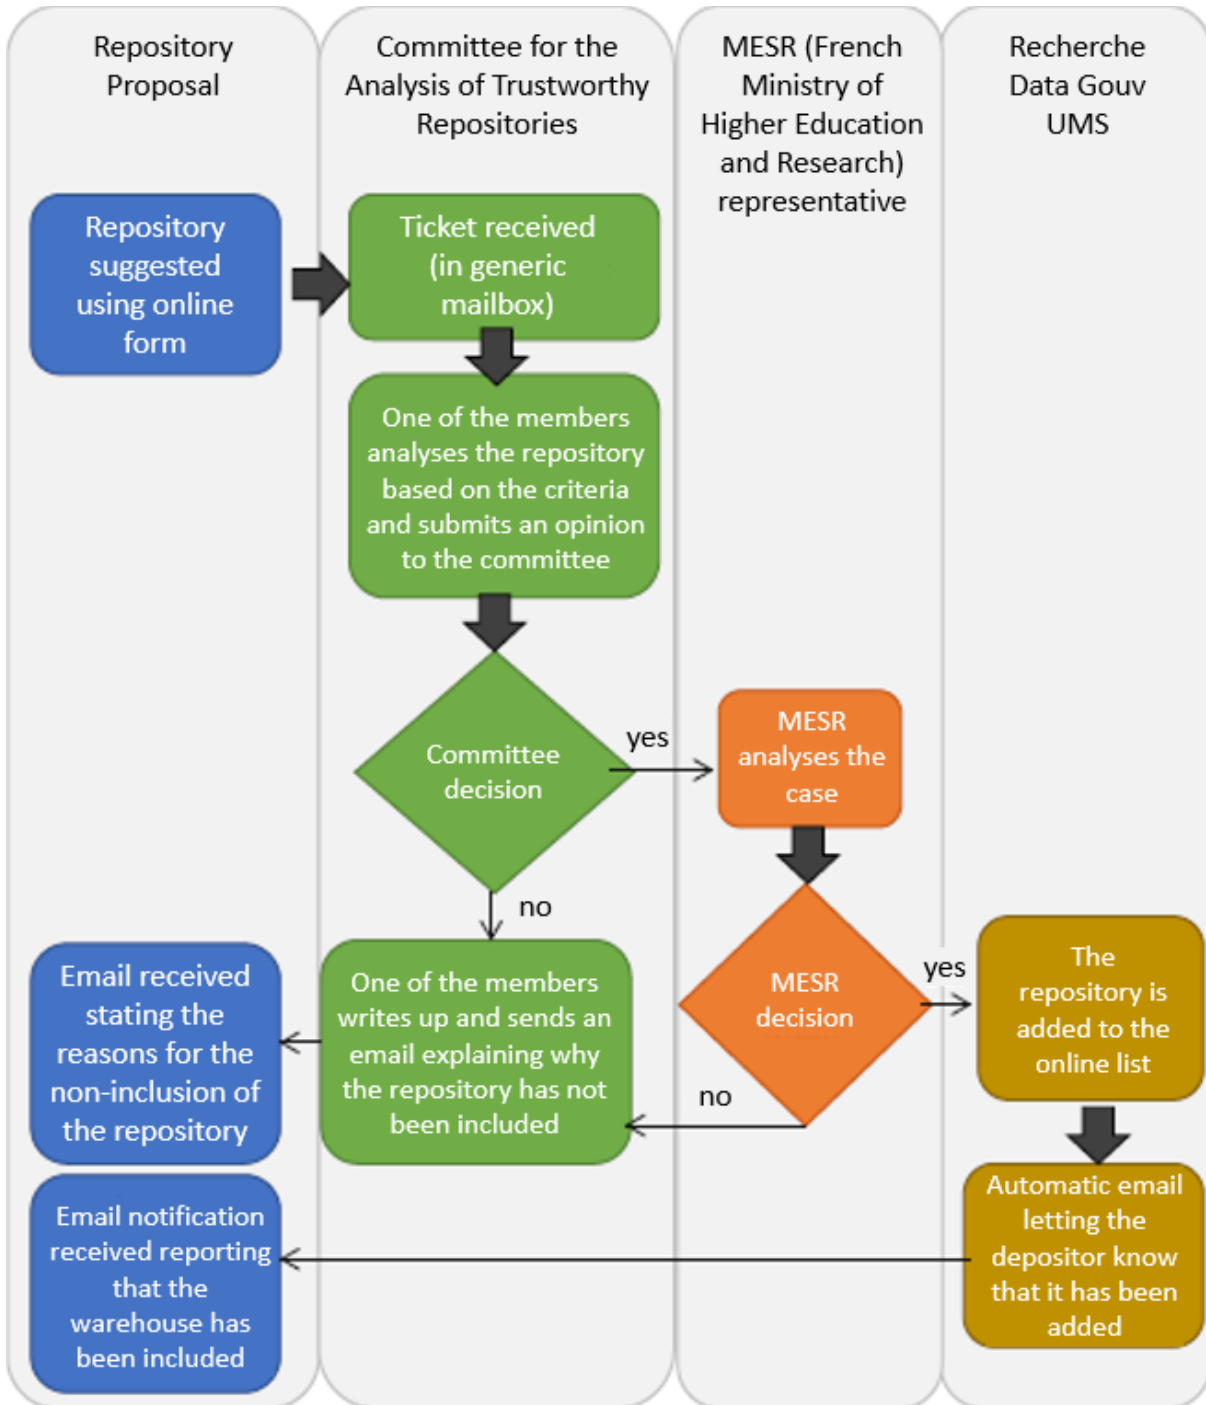 Repository
Proposal
Committee for the
Analysis of Trustworthy
Repositories
MESR (French
Ministry of
Higher Education
and Research)
representative
Recherche
Data Gouv
UMS
Repository
suggested
using online
form
Ticket received
(in generic
mailbox)
One of the members
analyses the repository
based on the criteria
and submits an opinion
to the committee
Committee
decision
yes
MESR
analyses the
case
no
MESR
decision
yes
The
repository is
added to the
online list
no
One of the members
writes up and sends an
email explaining why
the repository has not
been included
Email received
stating the
reasons for the
non-inclusion of
the repository
Automatic email
letting the
depositor know
that it has been
added
Email notification
received reporting
that the
warehouse has
been included